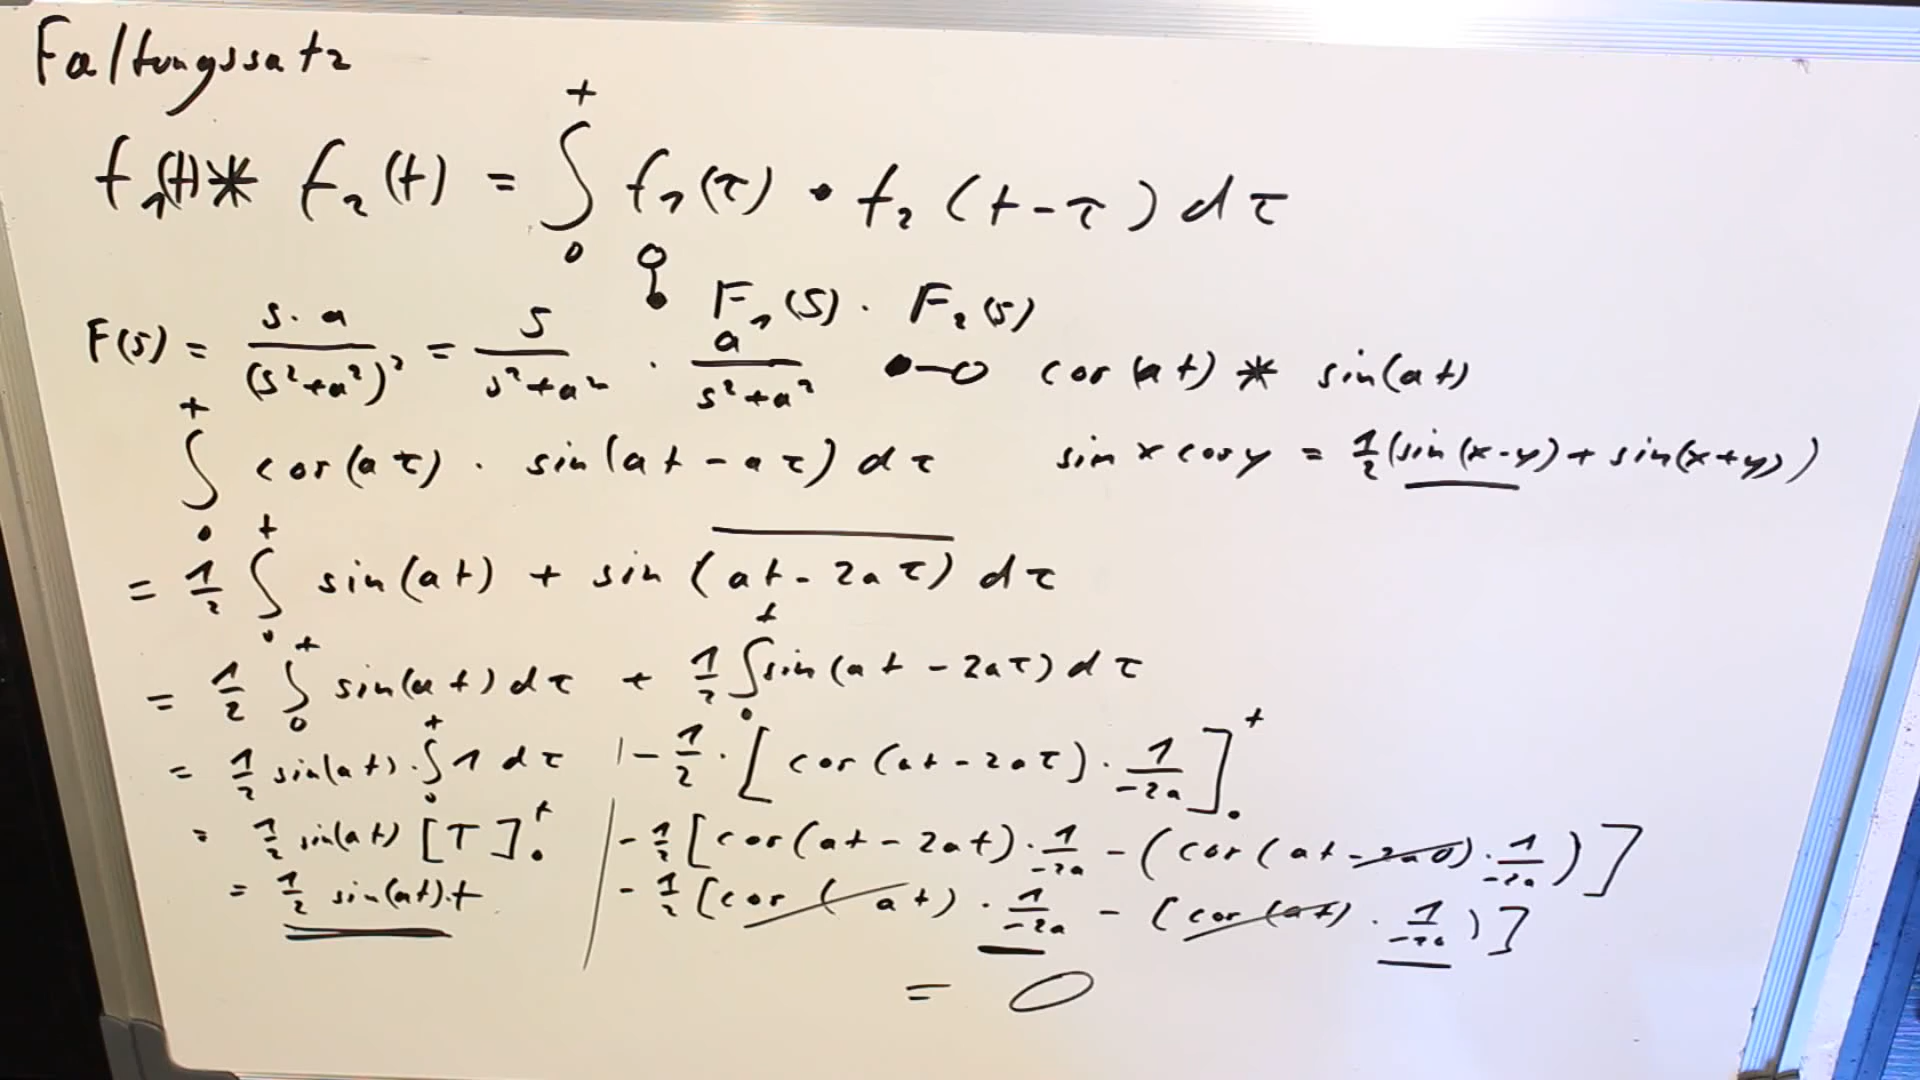 Faltungssatz
f₁(t) * f₂(t) = ∫₀ᵗ f₁(τ) • f₂(t-τ) dτ
F₁(S) · F₂(s)
F(s) = s·a/(s²+a²)² = s/(s²+a²) · a/(s²+a²) ●–○ cos(at) * sin(at)
∫₀ᵗ cos(aτ) · sin(at - aτ) dτ sin x cos y = 1/2 (sin(x-y) + sin(x+y))
= 1/2 ∫₀ᵗ sin(at) + sin(at - 2aτ) dτ
= 1/2 ∫₀ᵗ sin(at) dτ + 1/2 ∫₀ᵗ sin(at - 2aτ) dτ
= 1/2 sin(at) · ∫₀ᵗ 1 dτ | - 1/2 · [cos(at - 2aτ) · 1/-2a]₀ᵗ
= 1/2 sin(at) [τ]₀ᵗ | - 1/2 [cos(at - 2at) · 1/-2a - (cos(at - 2a0) · 1/-2a)]
= 1/2 sin(at)·t | - 1/2 [cos( at) · 1/-2a - (cos(at) · 1/-2a)]
= 0